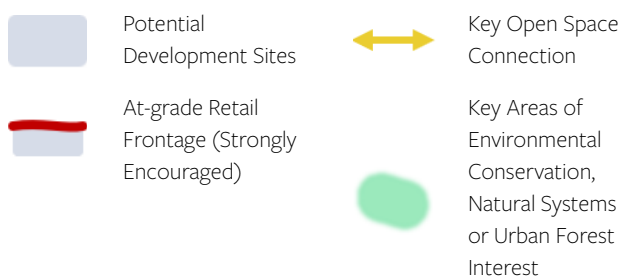 Potential
Development Sites
At-grade Retail
Frontage (Strongly
Encouraged)
Key Open Space
Connection
Key Areas of
Environmental
Conservation,
Natural Systems
or Urban Forest
Interest